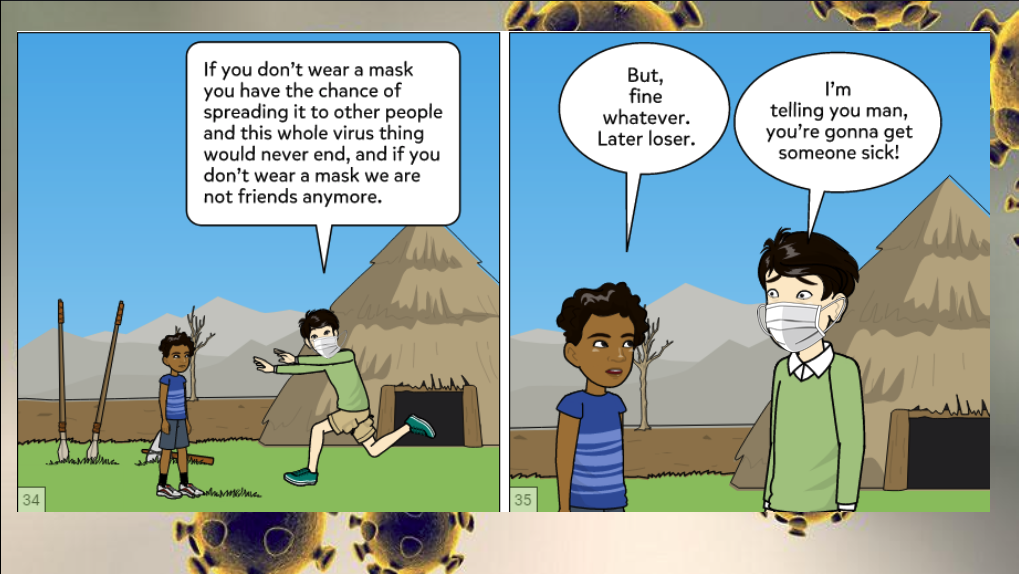 If you don't wear a mask
you have the chance of
spreading it to other people
and this whole virus thing
would never end, and if you
don't wear a mask we are
not friends anymore.
34
But,
fine
whatever.
Later loser.
I'm
telling you man,
you're gonna get
someone sick!
35